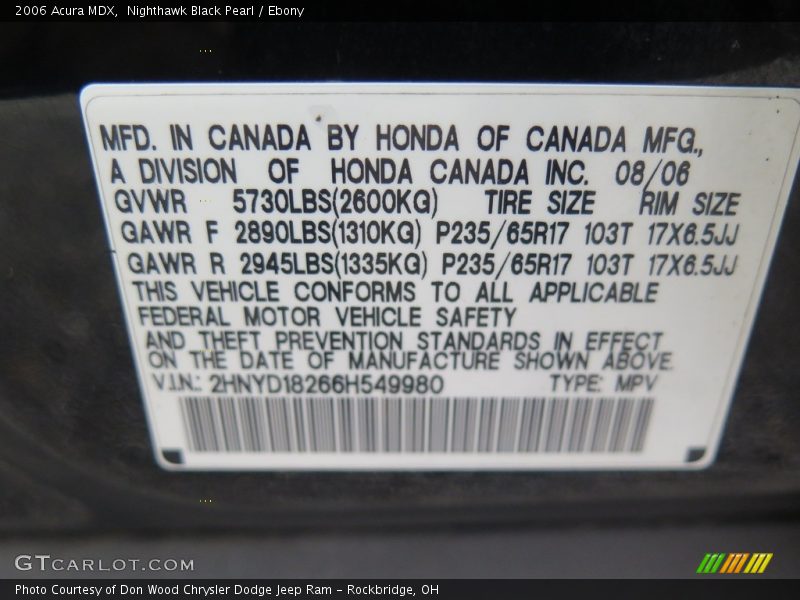 2006 Acura MDX,  Nighthawk Black Pearl / Ebony
MFD. IN CANADA BY HONDA OF CANADA MFG.,
A DIVISION OF HONDA CANADA INC. 08/06
GVWR 5730LBS(2600KG) TIRE SIZE RIM SIZE
GAWR F 2890LBS(1310KG) P235/65R17 103T 17X6.5JJ
GAWR R 2945LBS(1335KG) P235/65R17 103T 17X6.5JJ
THIS VEHICLE CONFORMS TO ALL APPLICABLE
FEDERAL MOTOR VEHICLE SAFETY
AND THEFT PREVENTION STANDARDS IN EFFECT
ON THE DATE OF MANUFACTURE SHOWN ABOVE.
V.I.N.: 2HNYD18266H549980 TYPE: MPV
GTCARLOT.COM
Photo Courtesy of Don Wood Chrysler Dodge Jeep Ram – Rockbridge, OH